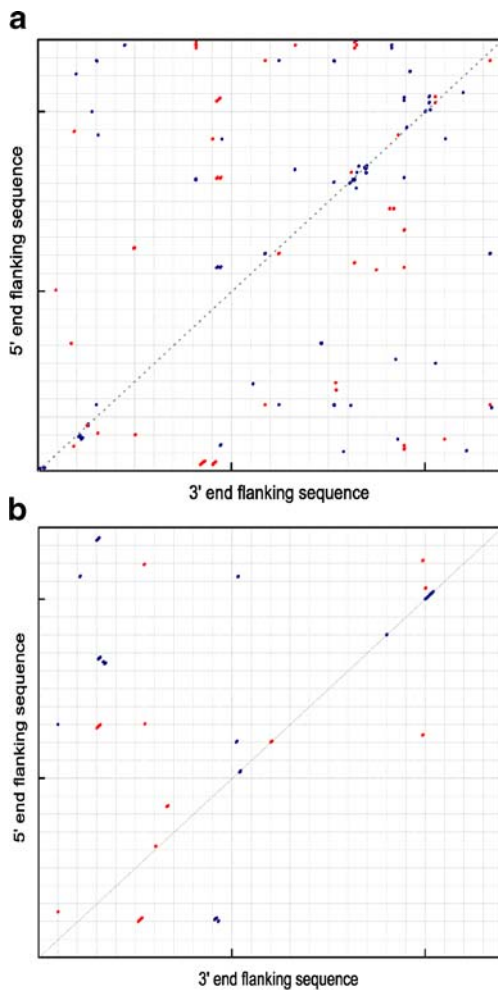 a
5' end flanking sequence
3' end flanking sequence
b
5' end flanking sequence
3' end flanking sequence